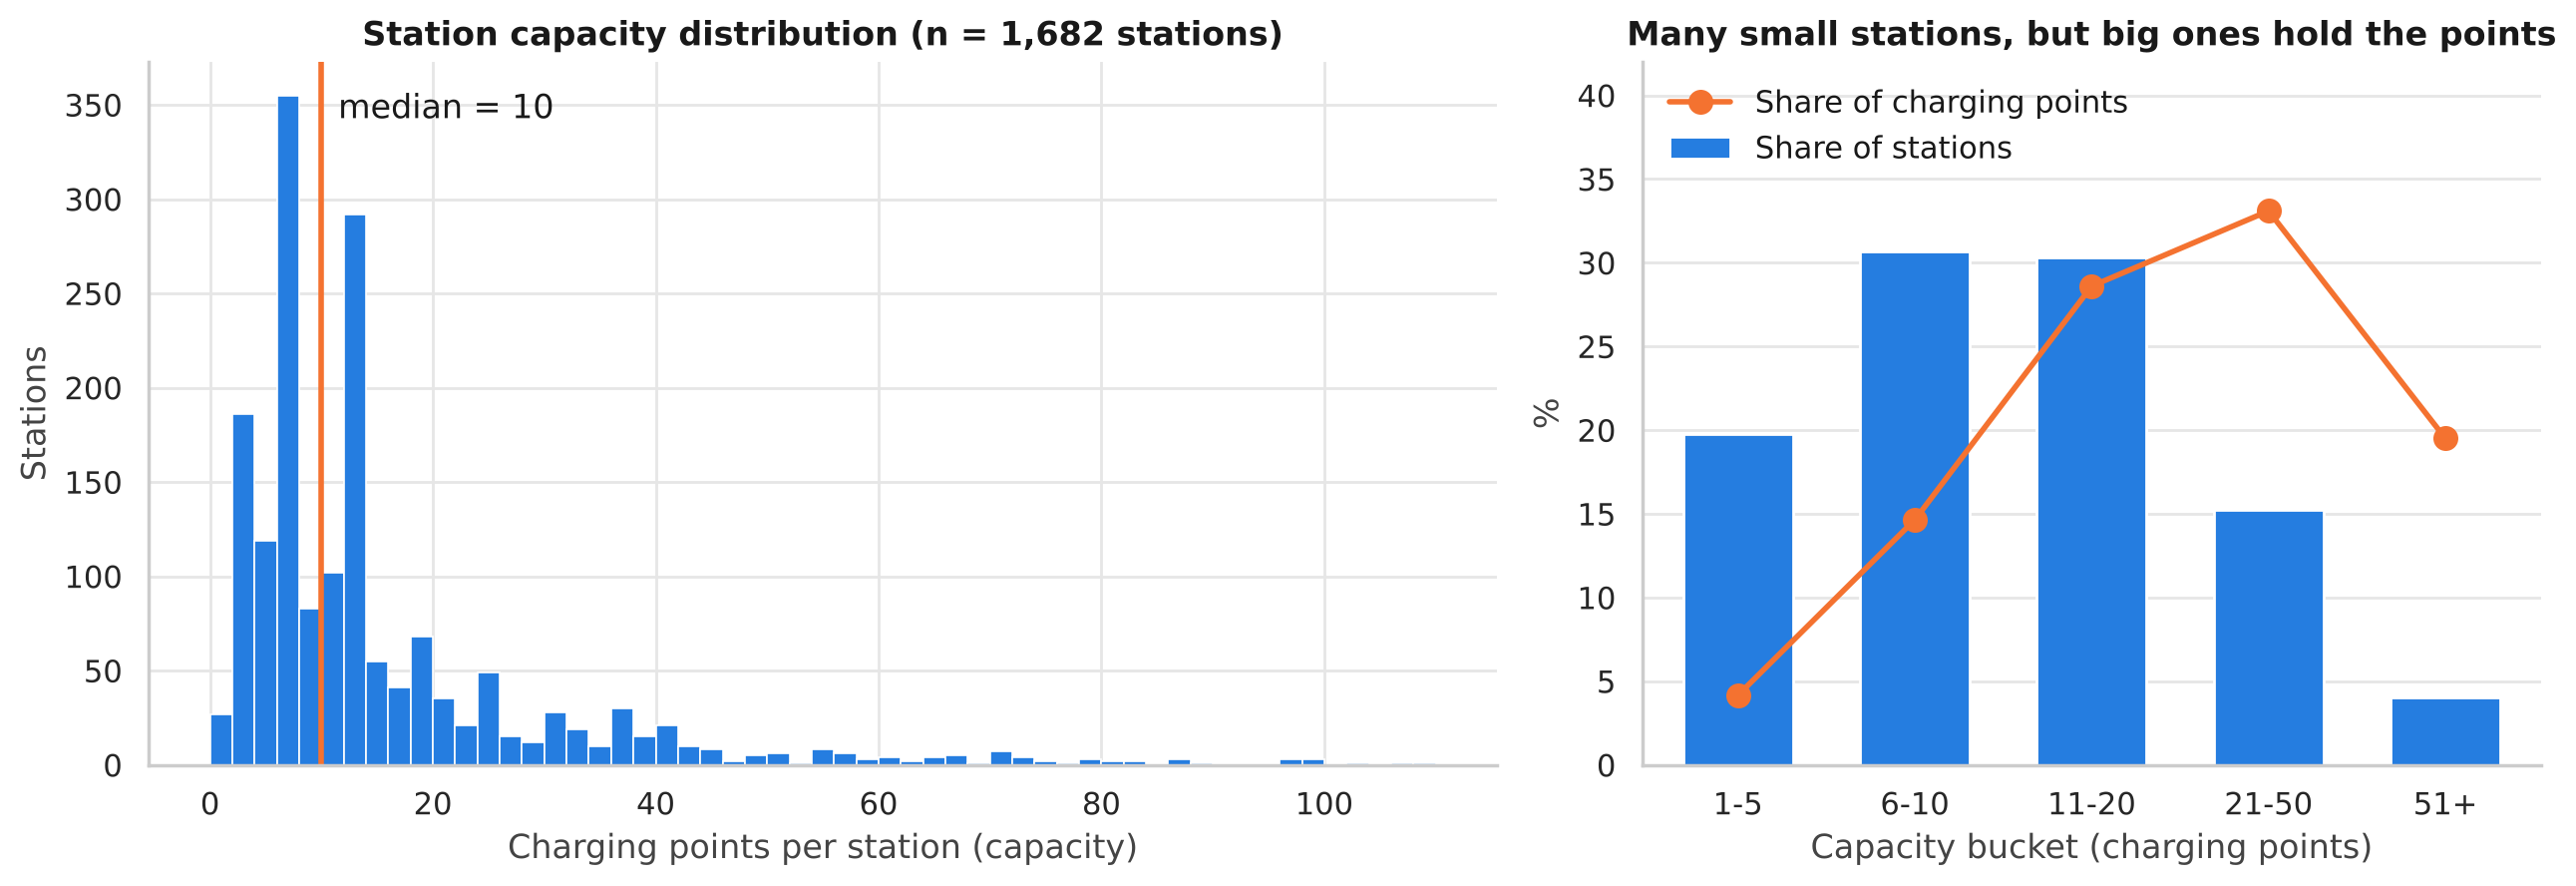 Station capacity distribution (n = 1,682 stations)
median = 10
350
300
250
200
150
100
50
0
Stations
0 20 40 60 80 100
Charging points per station (capacity)
Many small stations, but big ones hold the points
Share of charging points
Share of stations
40
35
30
25
20
15
10
5
0
%
1-5 6-10 11-20 21-50 51+
Capacity bucket (charging points)